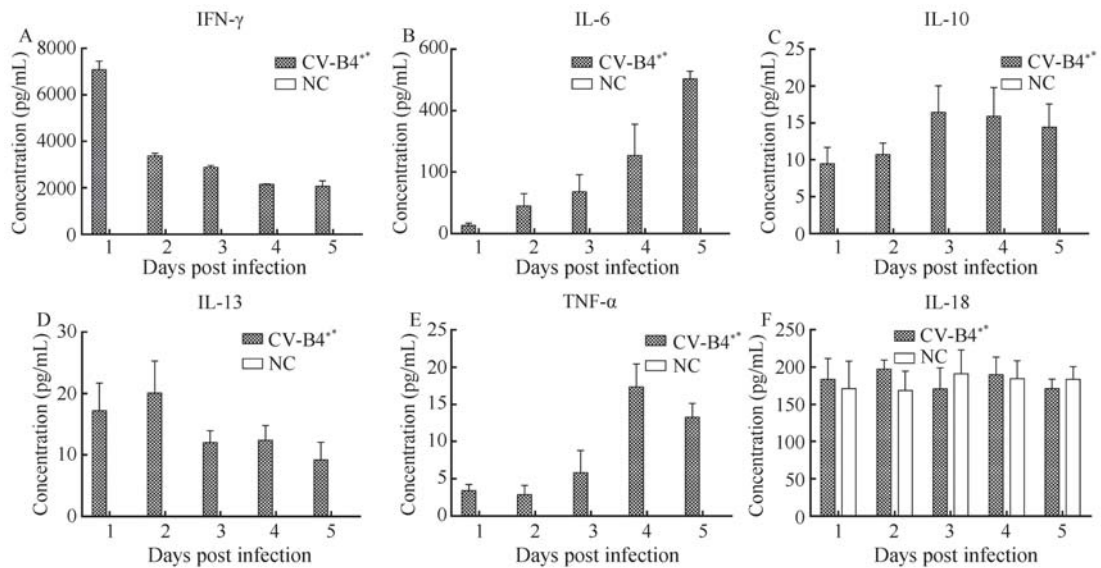 IFN-γ
A
8000
6000
4000
2000
0
Concentration (pg/mL)
CV-B4**
NC
1 2 3 4 5
Days post infection
IL-6
B
600
400
100
0
Concentration (pg/mL)
CV-B4**
NC
1 2 3 4 5
Days post infection
IL-10
C
25
20
15
10
5
0
Concentration (pg/mL)
CV-B4**
NC
1 2 3 4 5
Days post infection
IL-13
D
30
20
10
0
Concentration (pg/mL)
CV-B4**
NC
1 2 3 4 5
Days post infection
TNF-α
E
25
20
15
10
5
0
Concentration (pg/mL)
CV-B4**
NC
1 2 3 4 5
Days post infection
IL-18
F
250
200
150
100
50
0
Concentration (pg/mL)
CV-B4**
NC
1 2 3 4 5
Days post infection